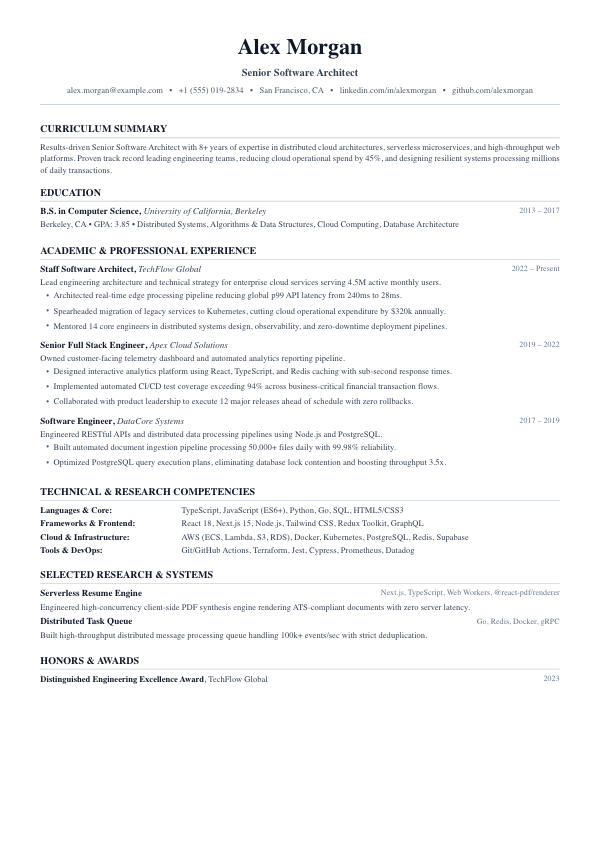 Alex Morgan
Senior Software Architect
alex.morgan@example.com • +1 (555) 019-2834 • San Francisco, CA • linkedin.com/in/alexmorgan • github.com/alexmorgan
CURRICULUM SUMMARY
Results-driven Senior Software Architect with 8+ years of expertise in distributed cloud architectures, serverless microservices, and high-throughput web
platforms. Proven track record leading engineering teams, reducing cloud operational spend by 45%, and designing resilient systems processing millions
of daily transactions.
EDUCATION
B.S. in Computer Science, University of California, Berkeley 2013 – 2017
Berkeley, CA • GPA: 3.85 • Distributed Systems, Algorithms & Data Structures, Cloud Computing, Database Architecture
ACADEMIC & PROFESSIONAL EXPERIENCE
Staff Software Architect, TechFlow Global 2022 – Present
Lead engineering architecture and technical strategy for enterprise cloud services serving 4.5M active monthly users.
• Architected real-time edge processing pipeline reducing global p99 API latency from 240ms to 28ms.
• Spearheaded migration of legacy services to Kubernetes, cutting cloud operational expenditure by $320k annually.
• Mentored 14 core engineers in distributed systems design, observability, and zero-downtime deployment pipelines.
Senior Full Stack Engineer, Apex Cloud Solutions 2019 – 2022
Owned customer-facing telemetry dashboard and automated analytics reporting pipeline.
• Designed interactive analytics platform using React, TypeScript, and Redis caching with sub-second response times.
• Implemented automated CI/CD test coverage exceeding 94% across business-critical financial transaction flows.
• Collaborated with product leadership to execute 12 major releases ahead of schedule with zero rollbacks.
Software Engineer, DataCore Systems 2017 – 2019
Engineered RESTful APIs and distributed data processing pipelines using Node.js and PostgreSQL.
• Built automated document ingestion pipeline processing 50,000+ files daily with 99.98% reliability.
• Optimized PostgreSQL query execution plans, eliminating database lock contention and boosting throughput 3.5x.
TECHNICAL & RESEARCH COMPETENCIES
Languages & Core: TypeScript, JavaScript (ES6+), Python, Go, SQL, HTML5/CSS3
Frameworks & Frontend: React 18, Next.js 15, Node.js, Tailwind CSS, Redux Toolkit, GraphQL
Cloud & Infrastructure: AWS (ECS, Lambda, S3, RDS), Docker, Kubernetes, PostgreSQL, Redis, Supabase
Tools & DevOps: Git/GitHub Actions, Terraform, Jest, Cypress, Prometheus, Datadog
SELECTED RESEARCH & SYSTEMS
Serverless Resume Engine Next.js, TypeScript, Web Workers, @react-pdf/renderer
Engineered high-concurrency client-side PDF synthesis engine rendering ATS-compliant documents with zero server latency.
Distributed Task Queue Go, Redis, Docker, gRPC
Built high-throughput distributed message processing queue handling 100k+ events/sec with strict deduplication.
HONORS & AWARDS
Distinguished Engineering Excellence Award, TechFlow Global 2023